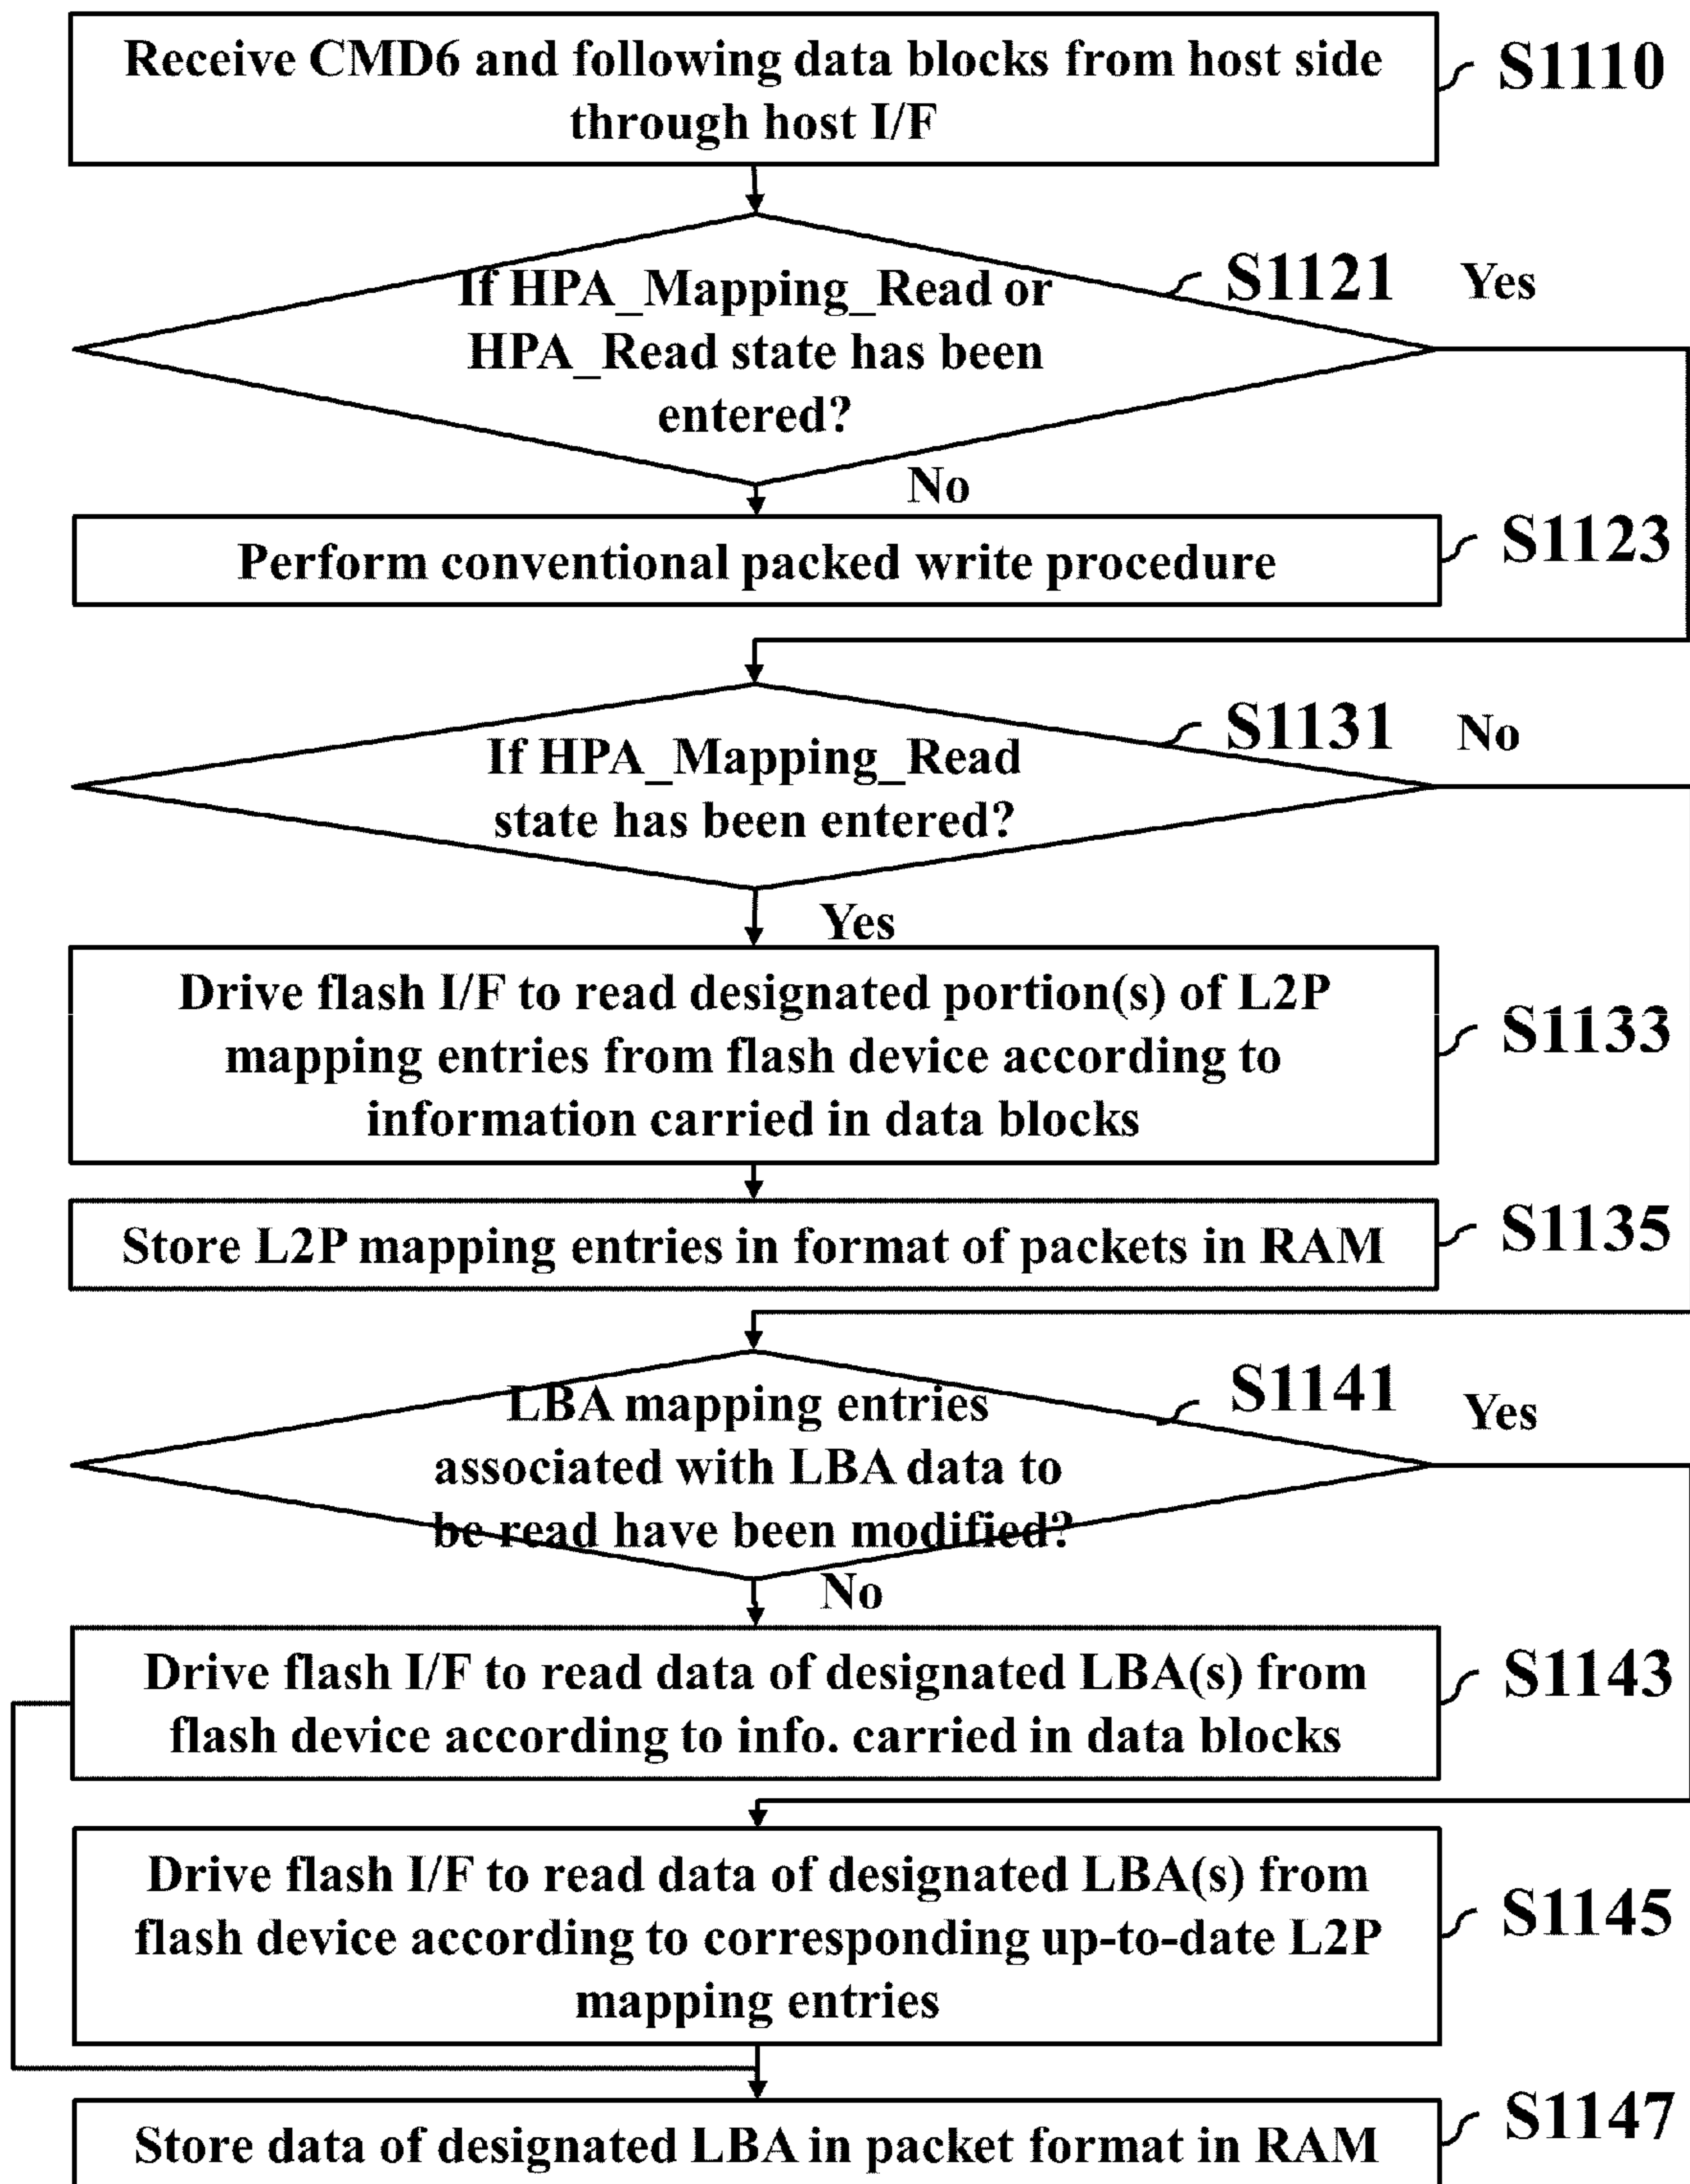 Receive CMD6 and following data blocks from host side
through host I/F
S1110
If HPA_Mapping_Read or
HPA_Read state has been
entered?
S1121
Yes
No
Perform conventional packed write procedure
S1123
If HPA_Mapping_Read
state has been entered?
S1131
No
Yes
Drive flash I/F to read designated portion(s) of L2P
mapping entries from flash device according to
information carried in data blocks
S1133
Store L2P mapping entries in format of packets in RAM
S1135
LBA mapping entries
associated with LBA data to
be read have been modified?
S1141
Yes
No
Drive flash I/F to read data of designated LBA(s) from
flash device according to info. carried in data blocks
S1143
Drive flash I/F to read data of designated LBA(s) from
flash device according to corresponding up-to-date L2P
mapping entries
S1145
Store data of designated LBA in packet format in RAM
S1147